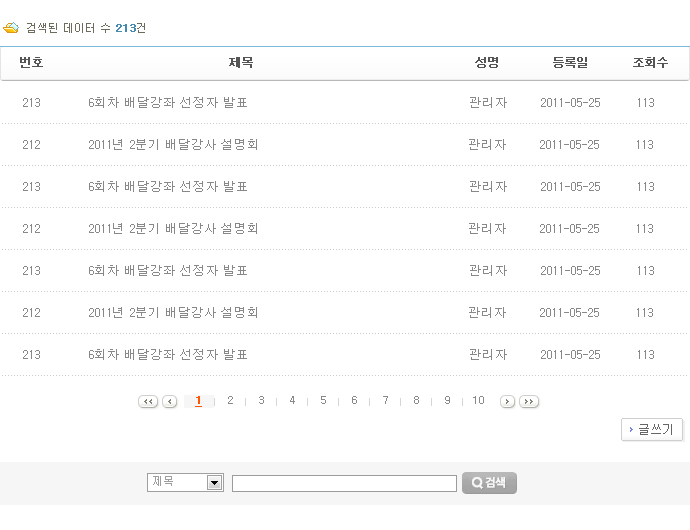 검색된 데이터 수 213건
번호 제목 성명 등록일 조회수
213 6회차 배달강좌 선정자 발표 관리자 2011-05-25 113
212 2011년 2분기 배달강사 설명회 관리자 2011-05-25 113
213 6회차 배달강좌 선정자 발표 관리자 2011-05-25 113
212 2011년 2분기 배달강사 설명회 관리자 2011-05-25 113
213 6회차 배달강좌 선정자 발표 관리자 2011-05-25 113
212 2011년 2분기 배달강사 설명회 관리자 2011-05-25 113
213 6회차 배달강좌 선정자 발표 관리자 2011-05-25 113
1 2 3 4 5 6 7 8 9 10
글쓰기
제목 검색